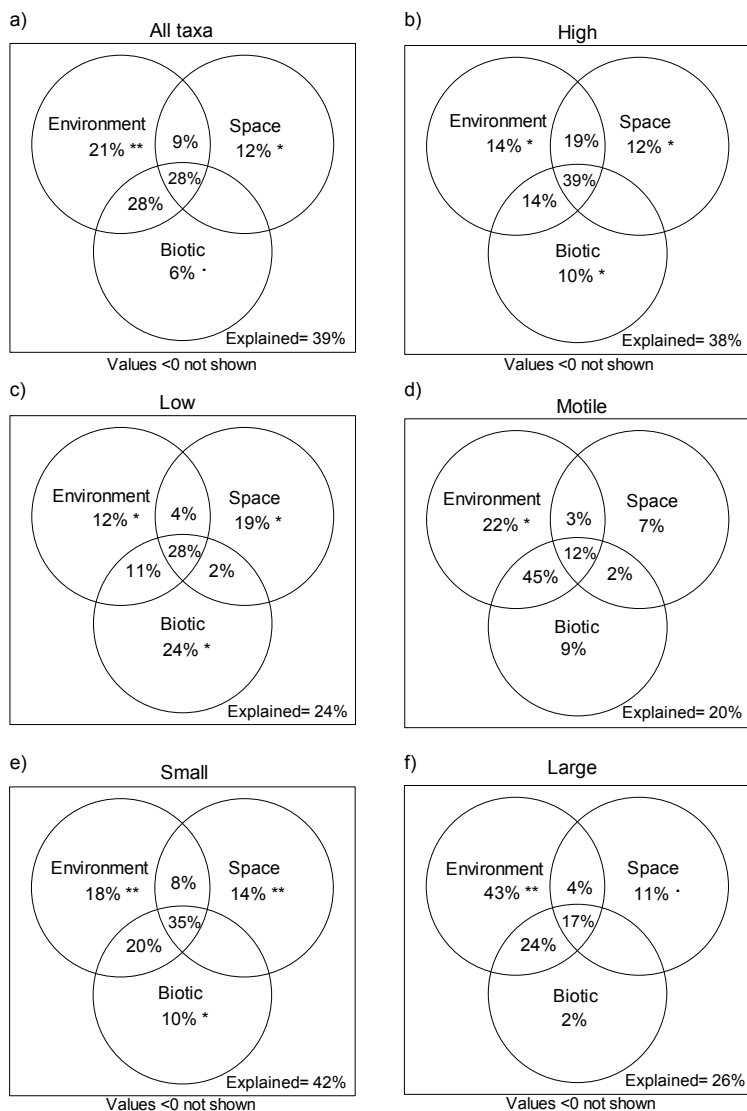 a)
All taxa
Environment
21% **
9%
Space
12% *
28%
28%
Biotic
6% ·
Explained= 39%
Values <0 not shown
b)
High
Environment
14% *
19%
Space
12% *
39%
14%
Biotic
10% *
Explained= 38%
Values <0 not shown
c)
Low
Environment
12% *
4%
Space
19% *
28%
11%
2%
Biotic
24% *
Explained= 24%
d)
Motile
Environment
22% *
3%
Space
7%
12%
45%
2%
Biotic
9%
Explained= 20%
e)
Small
Environment
18% **
8%
Space
14% **
35%
20%
Biotic
10% *
Explained= 42%
Values <0 not shown
f)
Large
Environment
43% **
4%
Space
11% ·
17%
24%
Biotic
2%
Explained= 26%
Values <0 not shown